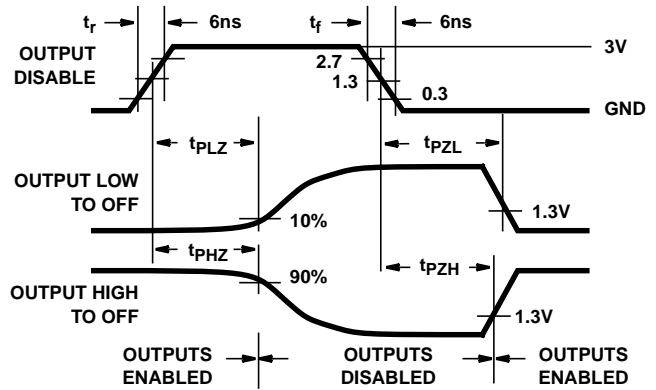 tr
6ns
tf
6ns
OUTPUT
DISABLE
2.7
1.3
0.3
3V
GND
tPLZ
tPZL
OUTPUT LOW
TO OFF
10%
1.3V
tPHZ
tPZH
OUTPUT HIGH
TO OFF
90%
1.3V
OUTPUTS
ENABLED
OUTPUTS
DISABLED
OUTPUTS
ENABLED